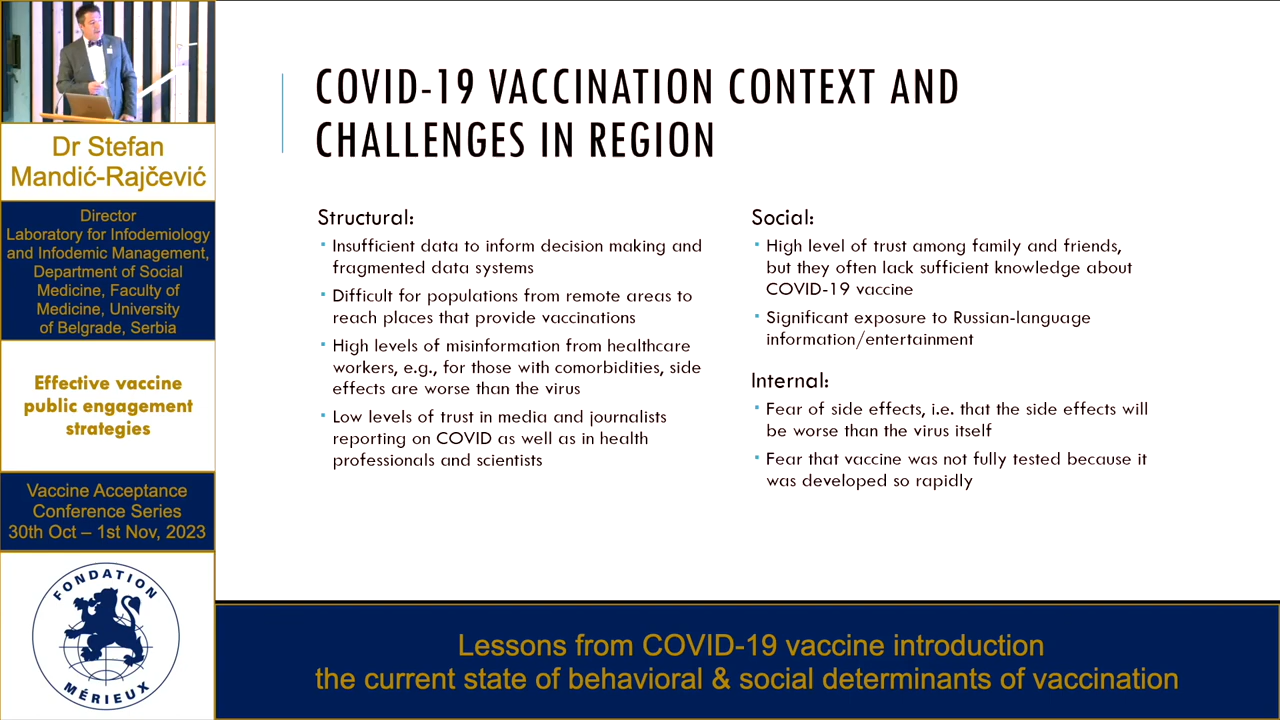 Dr Stefan
Mandić-Rajčević
Director
Laboratory for Infodemiology
and Infodemic Management,
Department of Social
Medicine, Faculty of
Medicine, University
of Belgrade, Serbia
Effective vaccine
public engagement
strategies
Vaccine Acceptance
Conference Series
30th Oct – 1st Nov, 2023
FONDATION
MÉRIEUX
COVID-19 VACCINATION CONTEXT AND
CHALLENGES IN REGION
Structural:
▪ Insufficient data to inform decision making and
fragmented data systems
▪ Difficult for populations from remote areas to
reach places that provide vaccinations
▪ High levels of misinformation from healthcare
workers, e.g., for those with comorbidities, side
effects are worse than the virus
▪ Low levels of trust in media and journalists
reporting on COVID as well as in health
professionals and scientists
Social:
▪ High level of trust among family and friends,
but they often lack sufficient knowledge about
COVID-19 vaccine
▪ Significant exposure to Russian-language
information/entertainment
Internal:
▪ Fear of side effects, i.e. that the side effects will
be worse than the virus itself
▪ Fear that vaccine was not fully tested because it
was developed so rapidly
Lessons from COVID-19 vaccine introduction
the current state of behavioral & social determinants of vaccination